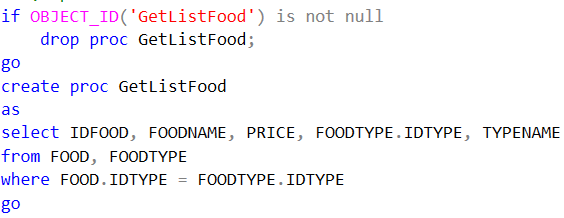 if OBJECT_ID('GetListFood') is not null
drop proc GetListFood;
go
create proc GetListFood
as
select IDFOOD, FOODNAME, PRICE, FOODTYPE.IDTYPE, TYPENAME
from FOOD, FOODTYPE
where FOOD.IDTYPE = FOODTYPE.IDTYPE
go